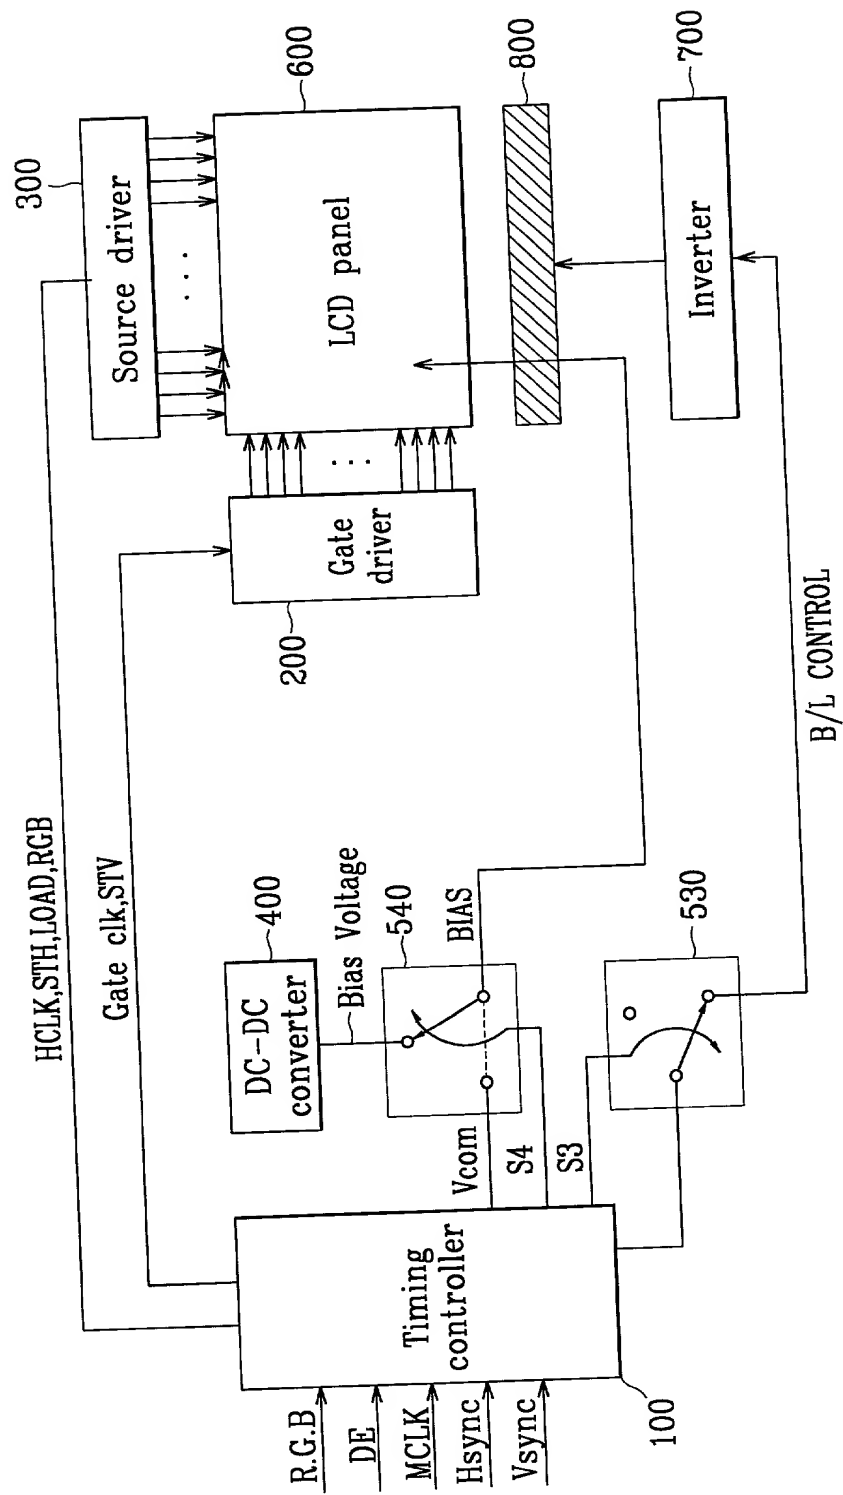 R.G.B
DE
MCLK
Hsync
Vsync
Timing
controller
100
HCLK,STH,LOAD,RGB
Gate clk,STV
DC-DC
converter
400
Bias Voltage
540
BIAS
Vcom
S4
S3
530
B/L CONTROL
Gate
driver
200
Source driver
300
LCD panel
600
800
Inverter
700